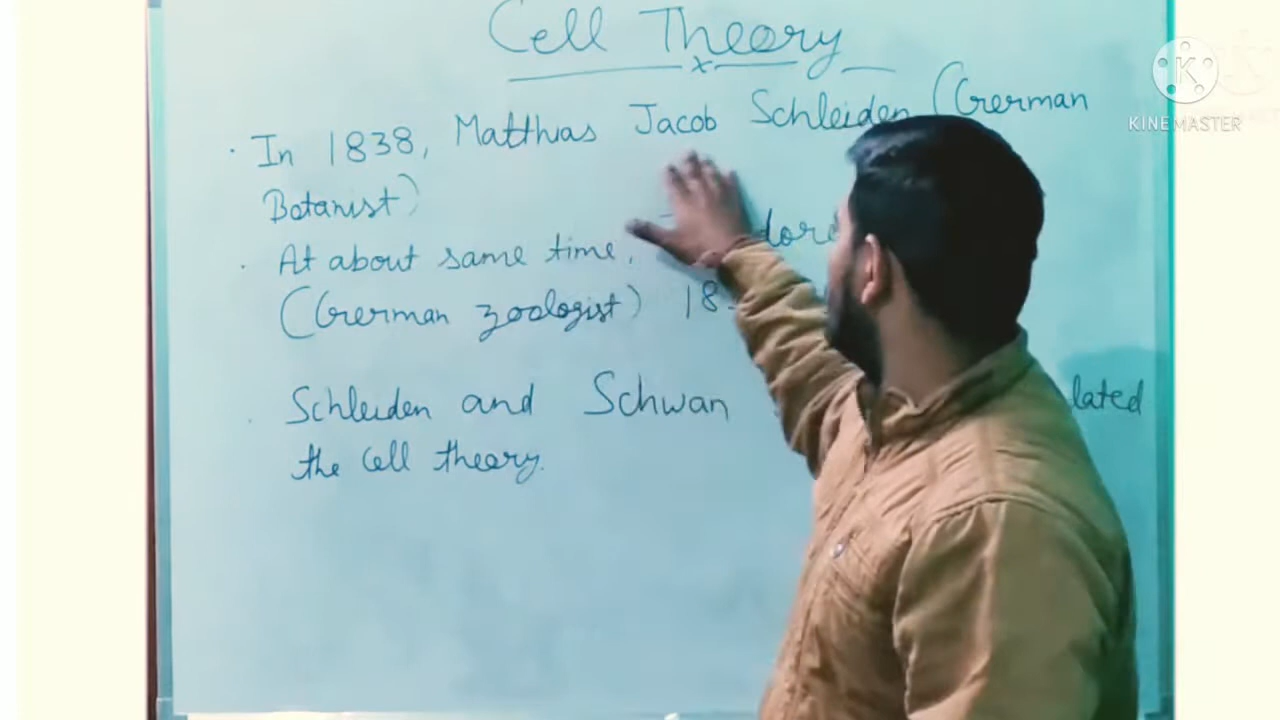 Cell Theory
In 1838, Matthias Jacob Schleiden (German
Botanist)
At about same time,
(German zoologist) 18
Schleiden and Schwan lated
the cell theory.
KINEMASTER